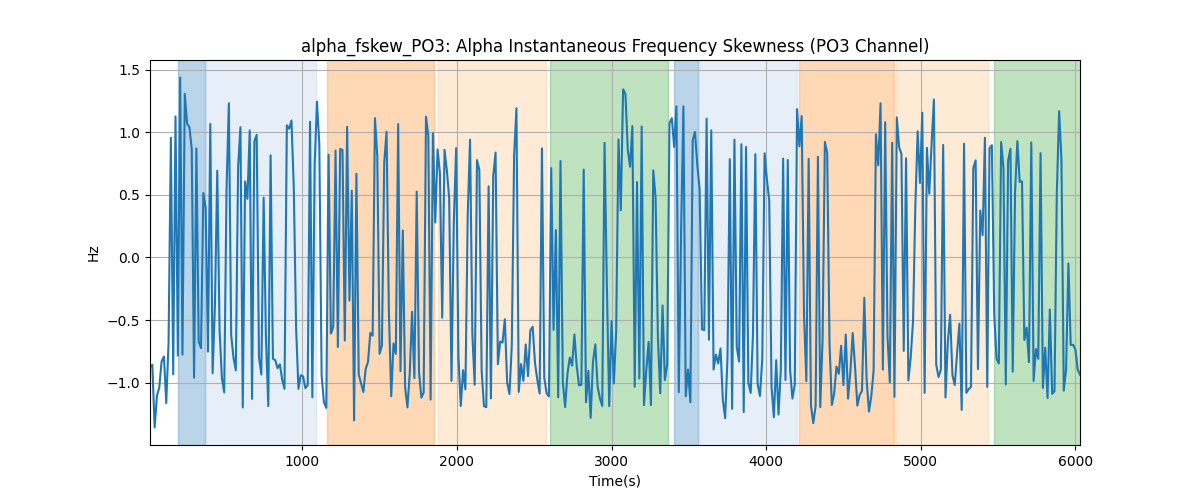 alpha_fskew_PO3: Alpha Instantaneous Frequency Skewness (PO3 Channel)
1.5
1.0
0.5
0.0
−0.5
−1.0
Hz
1000 2000 3000 4000 5000 6000
Time(s)